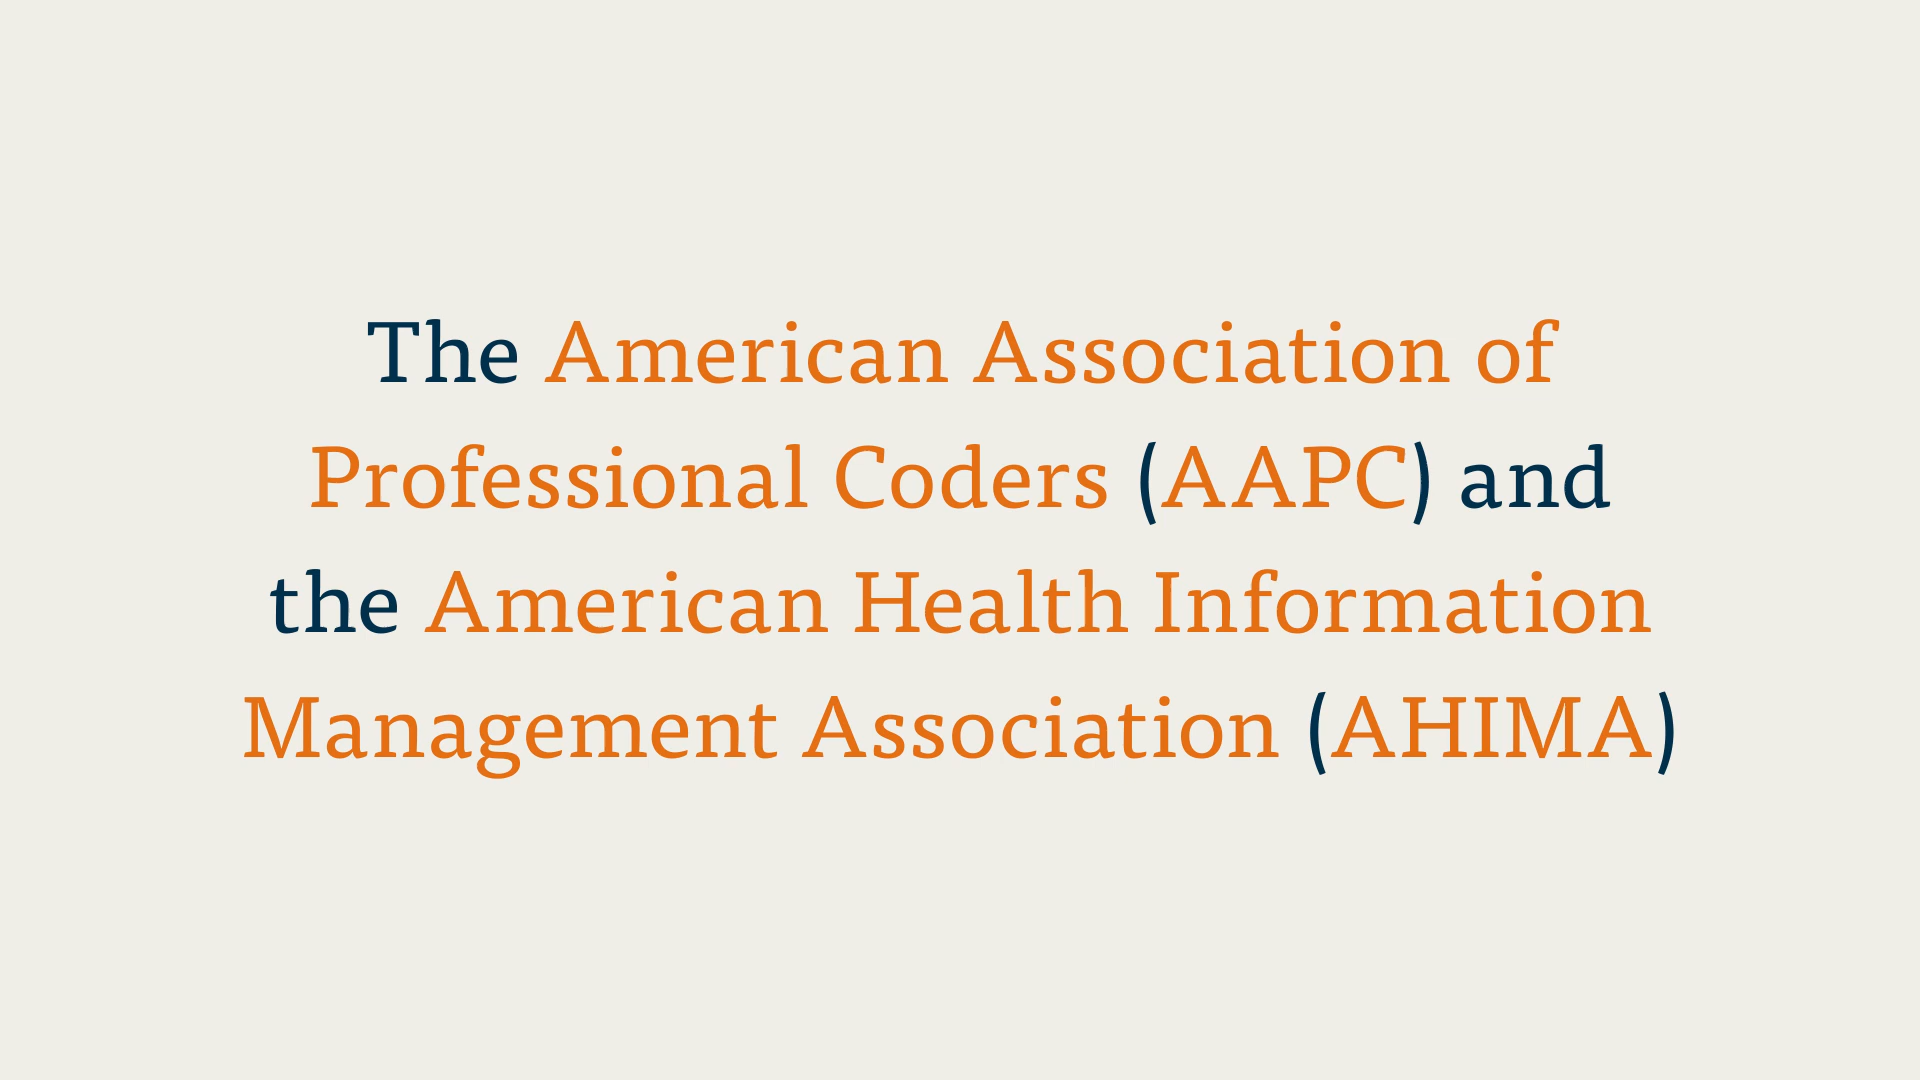 The American Association of
Professional Coders (AAPC) and
the American Health Information
Management Association (AHIMA)